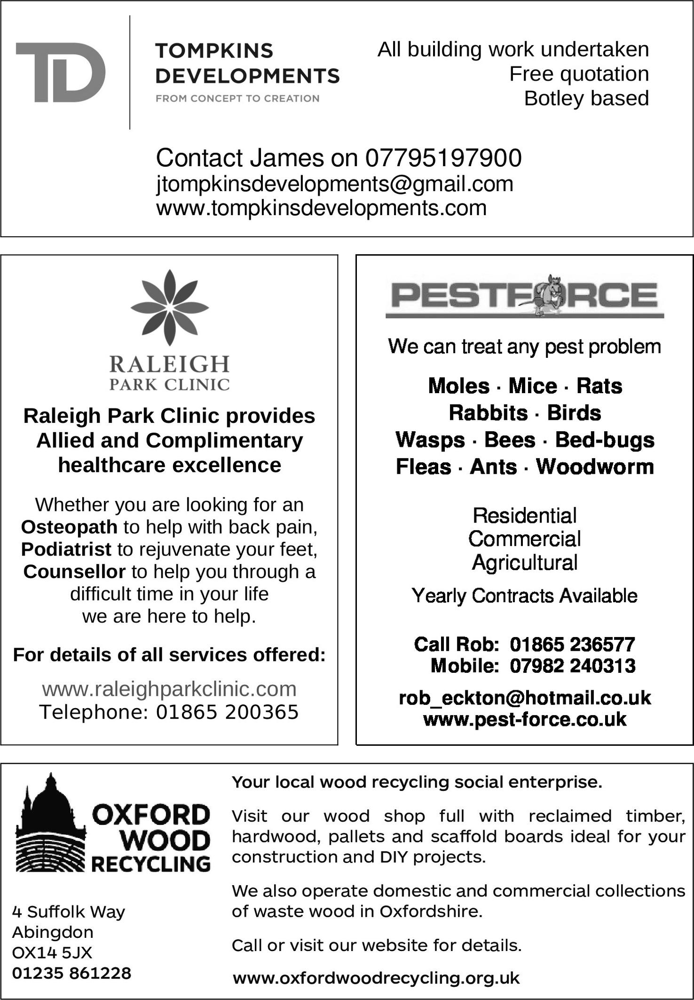 TD
TOMPKINS
DEVELOPMENTS
FROM CONCEPT TO CREATION
All building work undertaken
Free quotation
Botley based
Contact James on 07795197900
jtompkinsdevelopments@gmail.com
www.tompkinsdevelopments.com
RALEIGH
PARK CLINIC
Raleigh Park Clinic provides
Allied and Complimentary
healthcare excellence
Whether you are looking for an
Osteopath to help with back pain,
Podiatrist to rejuvenate your feet,
Counsellor to help you through a
difficult time in your life
we are here to help.
For details of all services offered:
www.raleighparkclinic.com
Telephone: 01865 200365
PESTFORCE
We can treat any pest problem
Moles · Mice · Rats
Rabbits · Birds
Wasps · Bees · Bed-bugs
Fleas · Ants · Woodworm
Residential
Commercial
Agricultural
Yearly Contracts Available
Call Rob: 01865 236577
Mobile: 07982 240313
rob_eckton@hotmail.co.uk
www.pest-force.co.uk
OXFORD
WOOD
RECYCLING
4 Suffolk Way
Abingdon
OX14 5JX
01235 861228
Your local wood recycling social enterprise.
Visit our wood shop full with reclaimed timber,
hardwood, pallets and scaffold boards ideal for your
construction and DIY projects.
We also operate domestic and commercial collections
of waste wood in Oxfordshire.
Call or visit our website for details.
www.oxfordwoodrecycling.org.uk